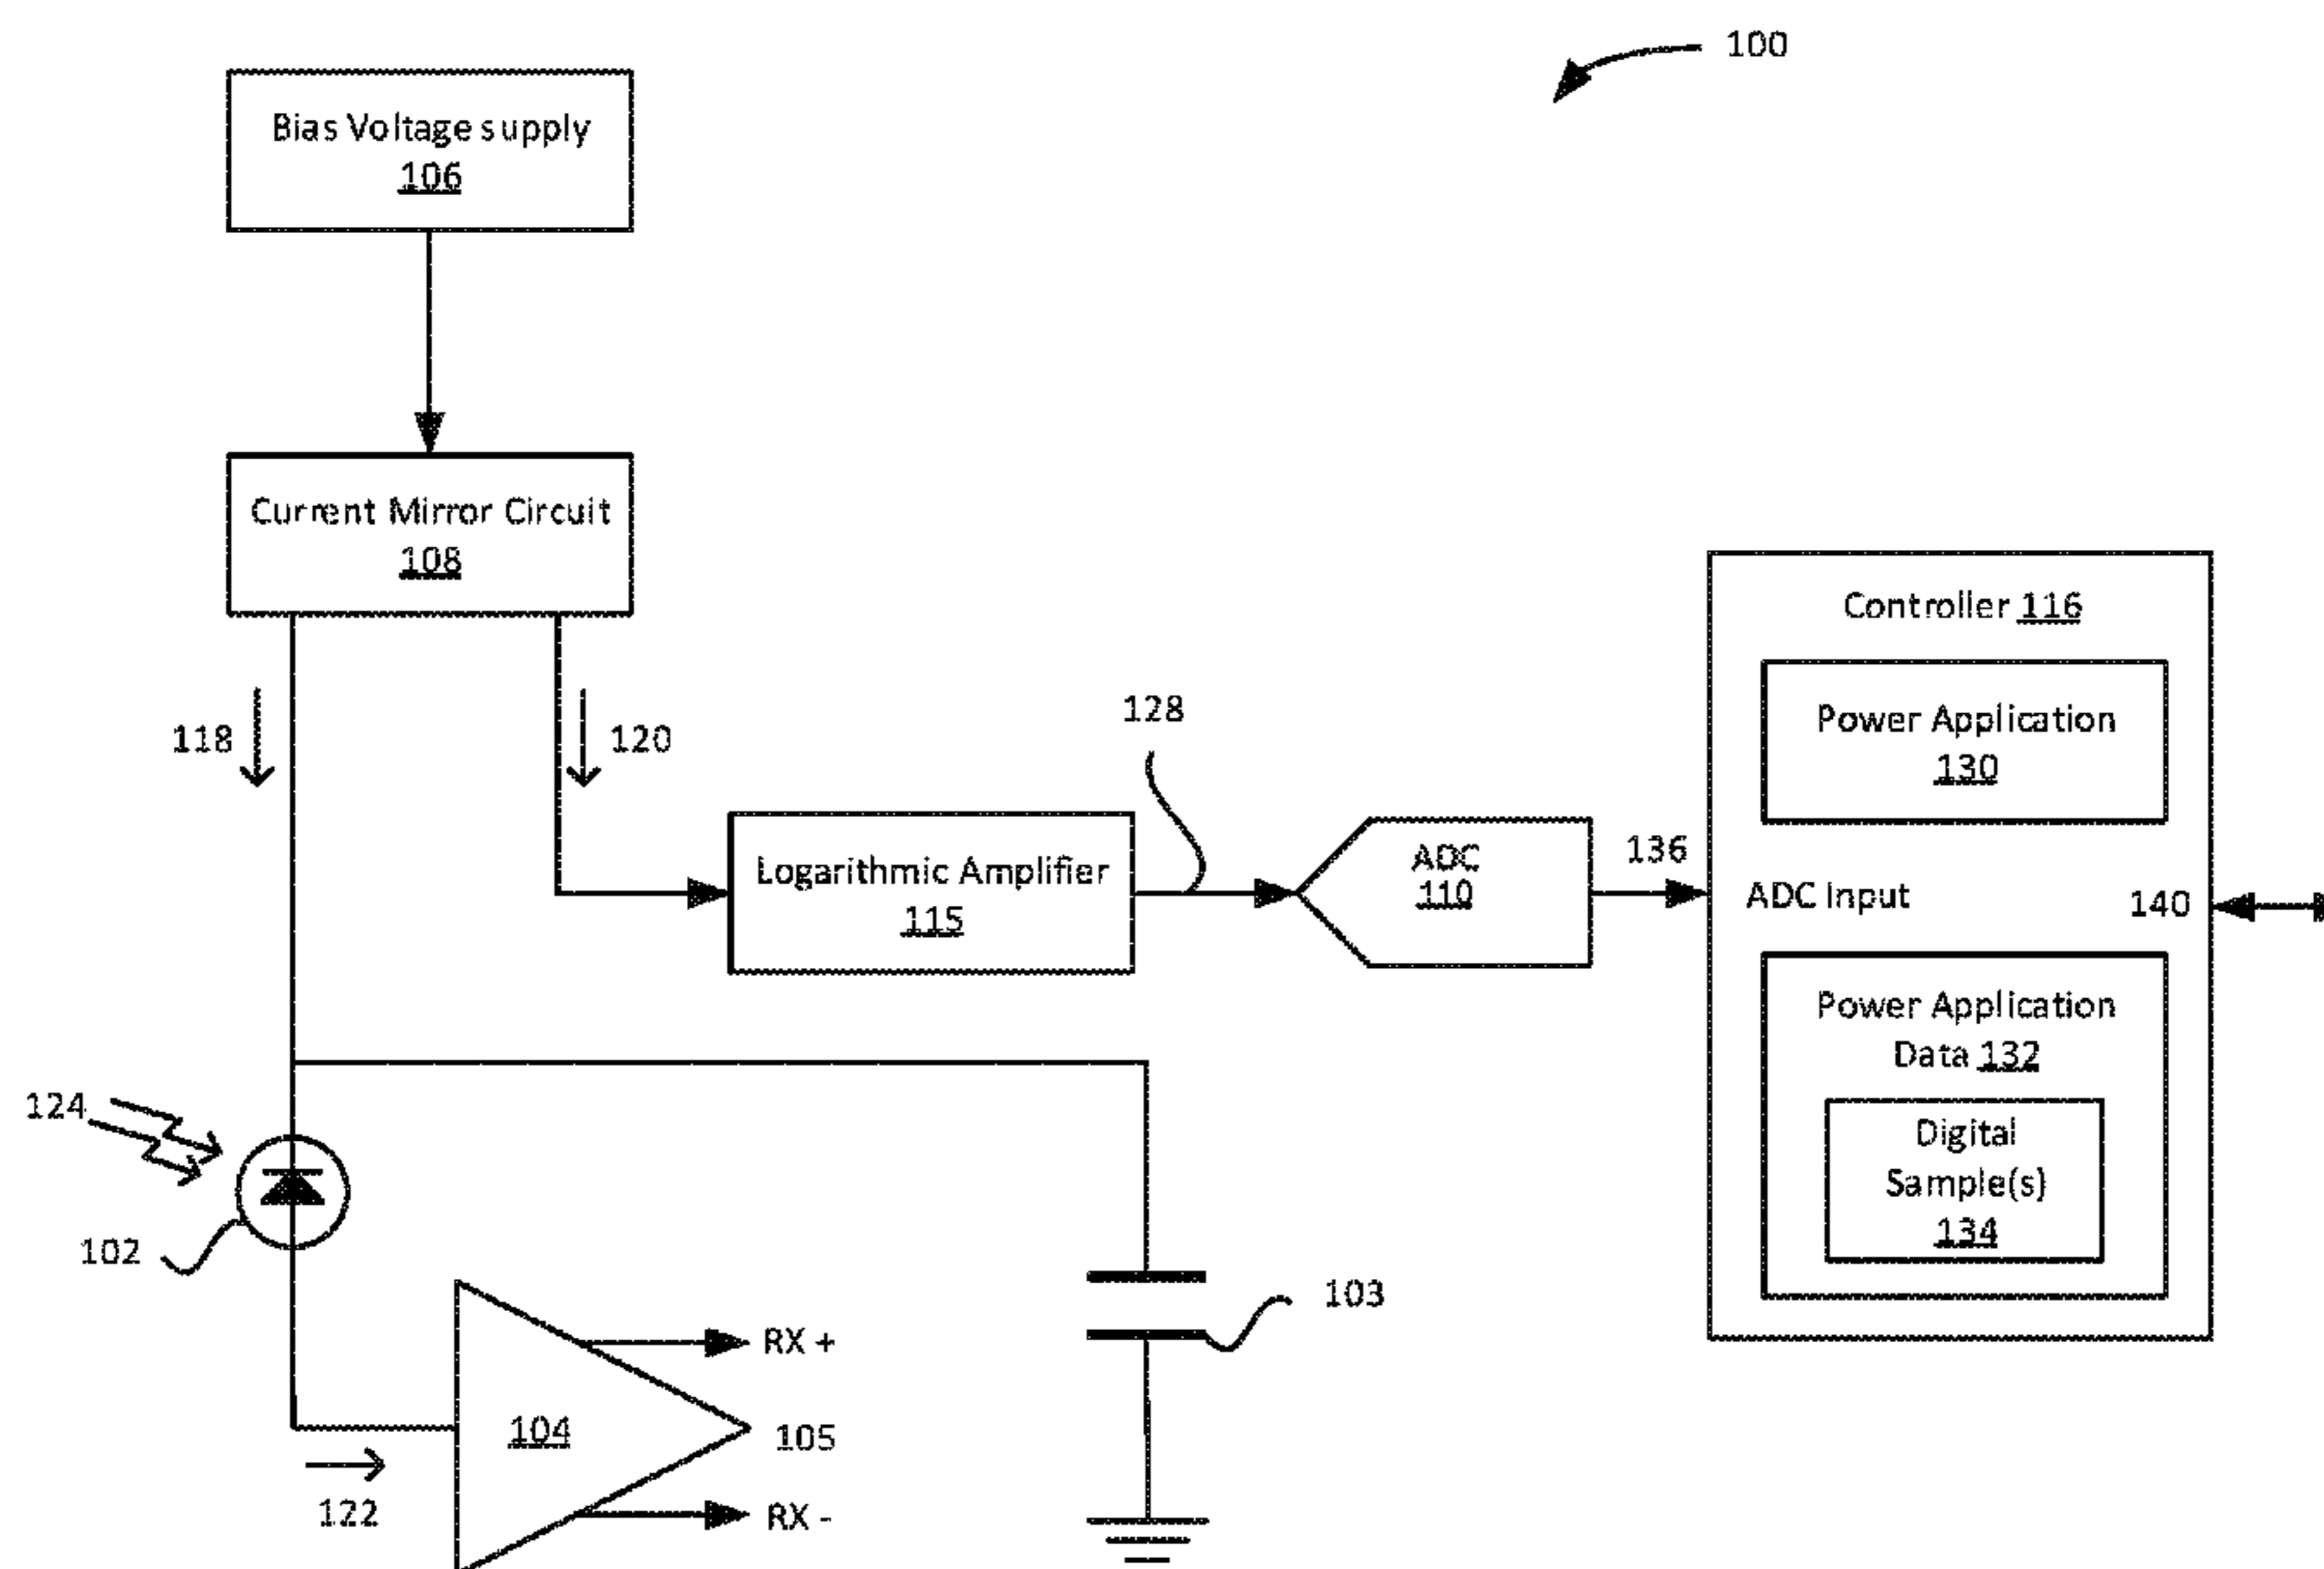 100
Bias Voltage supply
106
Current Mirror Circuit
108
118
120
128
Logarithmic Amplifier
115
ADC
110
136
Controller 116
Power Application
130
ADC Input
140
Power Application
Data 132
Digital
Sample(s)
134
124
102
103
RX +
104
105
122
RX -